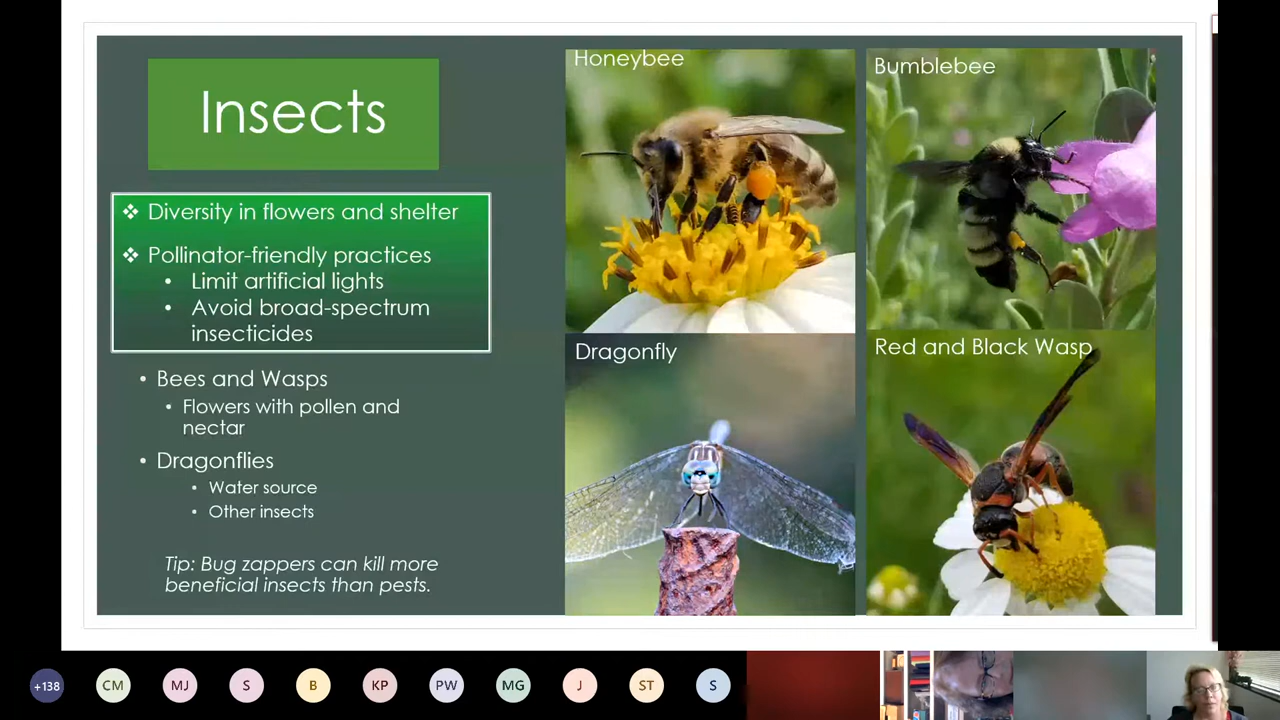 Insects
❖ Diversity in flowers and shelter
❖ Pollinator-friendly practices
• Limit artificial lights
• Avoid broad-spectrum
insecticides
• Bees and Wasps
• Flowers with pollen and
nectar
• Dragonflies
• Water source
• Other insects
Tip: Bug zappers can kill more
beneficial insects than pests.
Honeybee
Bumblebee
Dragonfly
Red and Black Wasp
+138
CM
MJ
S
B
KP
PW
MG
J
ST
S